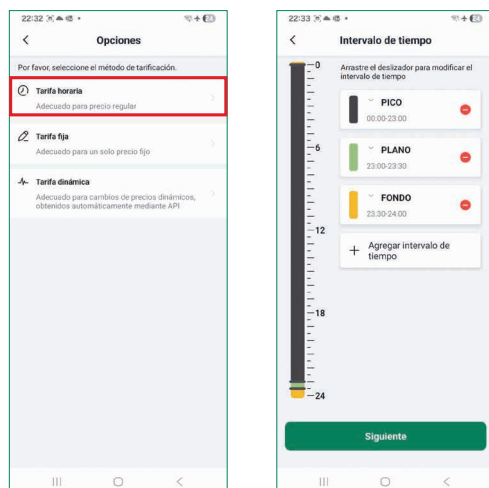 22:32
Opciones
Por favor, seleccione el método de tarificación.
Tarifa horaria
Adecuado para precio regular
Tarifa fija
Adecuado para un solo precio fijo
Tarifa dinámica
Adecuado para cambios de precios dinámicos,
obtenidos automáticamente mediante API
22:33
Intervalo de tiempo
0
6
12
18
24
Arrastre el deslizador para modificar el
intervalo de tiempo
PICO
00:00-23:00
PLANO
23:00-23:30
FONDO
23:30-24:00
Agregar intervalo de
tiempo
Siguiente